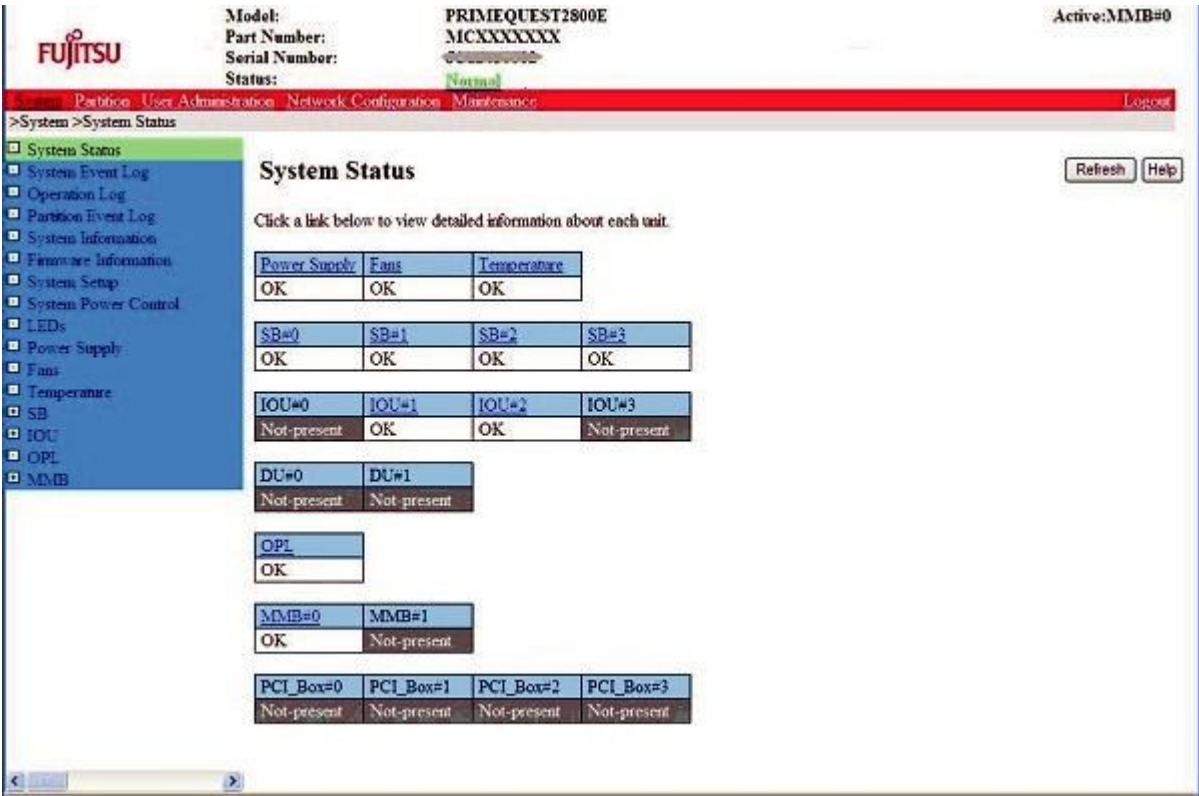 FUJITSU
Model: PRIMEQUEST2800E
Part Number: MCXXXXXXX
Serial Number:
Status: Normal
Active:MMB#0
System Partition User Administration Network Configuration Maintenance Logout
>System >System Status
System Status
System Event Log
Operation Log
Partition Event Log
System Information
Firmware Information
System Setup
System Power Control
LEDs
Power Supply
Fans
Temperature
SB
IOU
OPL
MMB
System Status
Refresh Help
Click a link below to view detailed information about each unit.
Power Supply Fans Temperature
OK OK OK
SB#0 SB#1 SB#2 SB#3
OK OK OK OK
IOU#0 IOU#1 IOU#2 IOU#3
Not-present OK OK Not-present
DU#0 DU#1
Not-present Not-present
OPL
OK
MMB#0 MMB#1
OK Not-present
PCI_Box#0 PCI_Box#1 PCI_Box#2 PCI_Box#3
Not-present Not-present Not-present Not-present